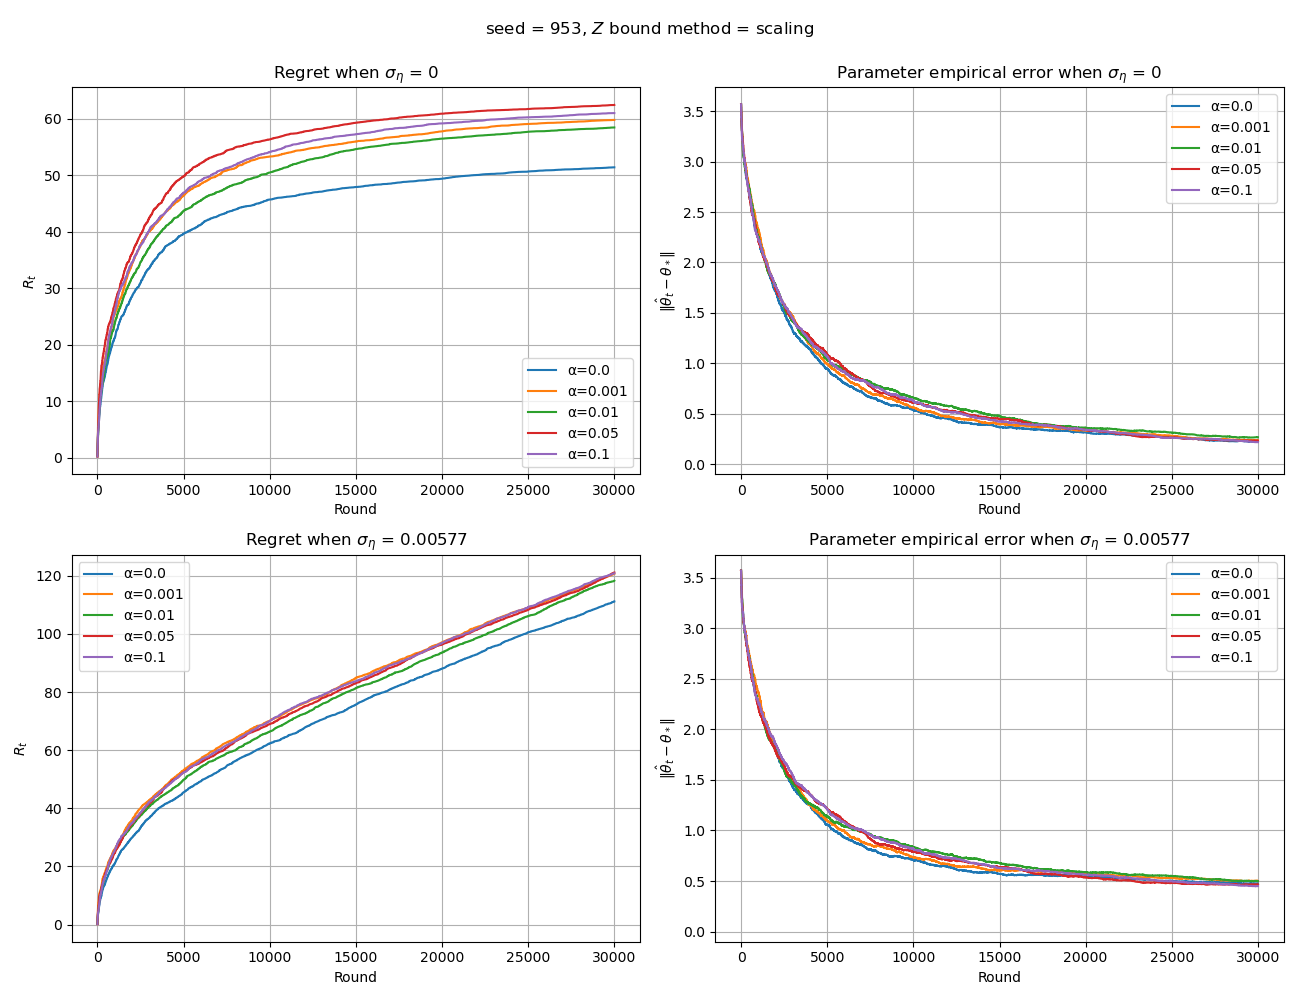 seed = 953, Z bound method = scaling
Regret when σ_η = 0
R_t
60
50
40
30
20
10
0
0 5000 10000 15000 20000 25000 30000
Round
α=0.0
α=0.001
α=0.01
α=0.05
α=0.1
Parameter empirical error when σ_η = 0
‖θ̂_t − θ_*‖
3.5
3.0
2.5
2.0
1.5
1.0
0.5
0.0
0 5000 10000 15000 20000 25000 30000
Round
α=0.0
α=0.001
α=0.01
α=0.05
α=0.1
Regret when σ_η = 0.00577
R_t
120
100
80
60
40
20
0
0 5000 10000 15000 20000 25000 30000
Round
α=0.0
α=0.001
α=0.01
α=0.05
α=0.1
Parameter empirical error when σ_η = 0.00577
‖θ̂_t − θ_*‖
3.5
3.0
2.5
2.0
1.5
1.0
0.5
0.0
0 5000 10000 15000 20000 25000 30000
Round
α=0.0
α=0.001
α=0.01
α=0.05
α=0.1